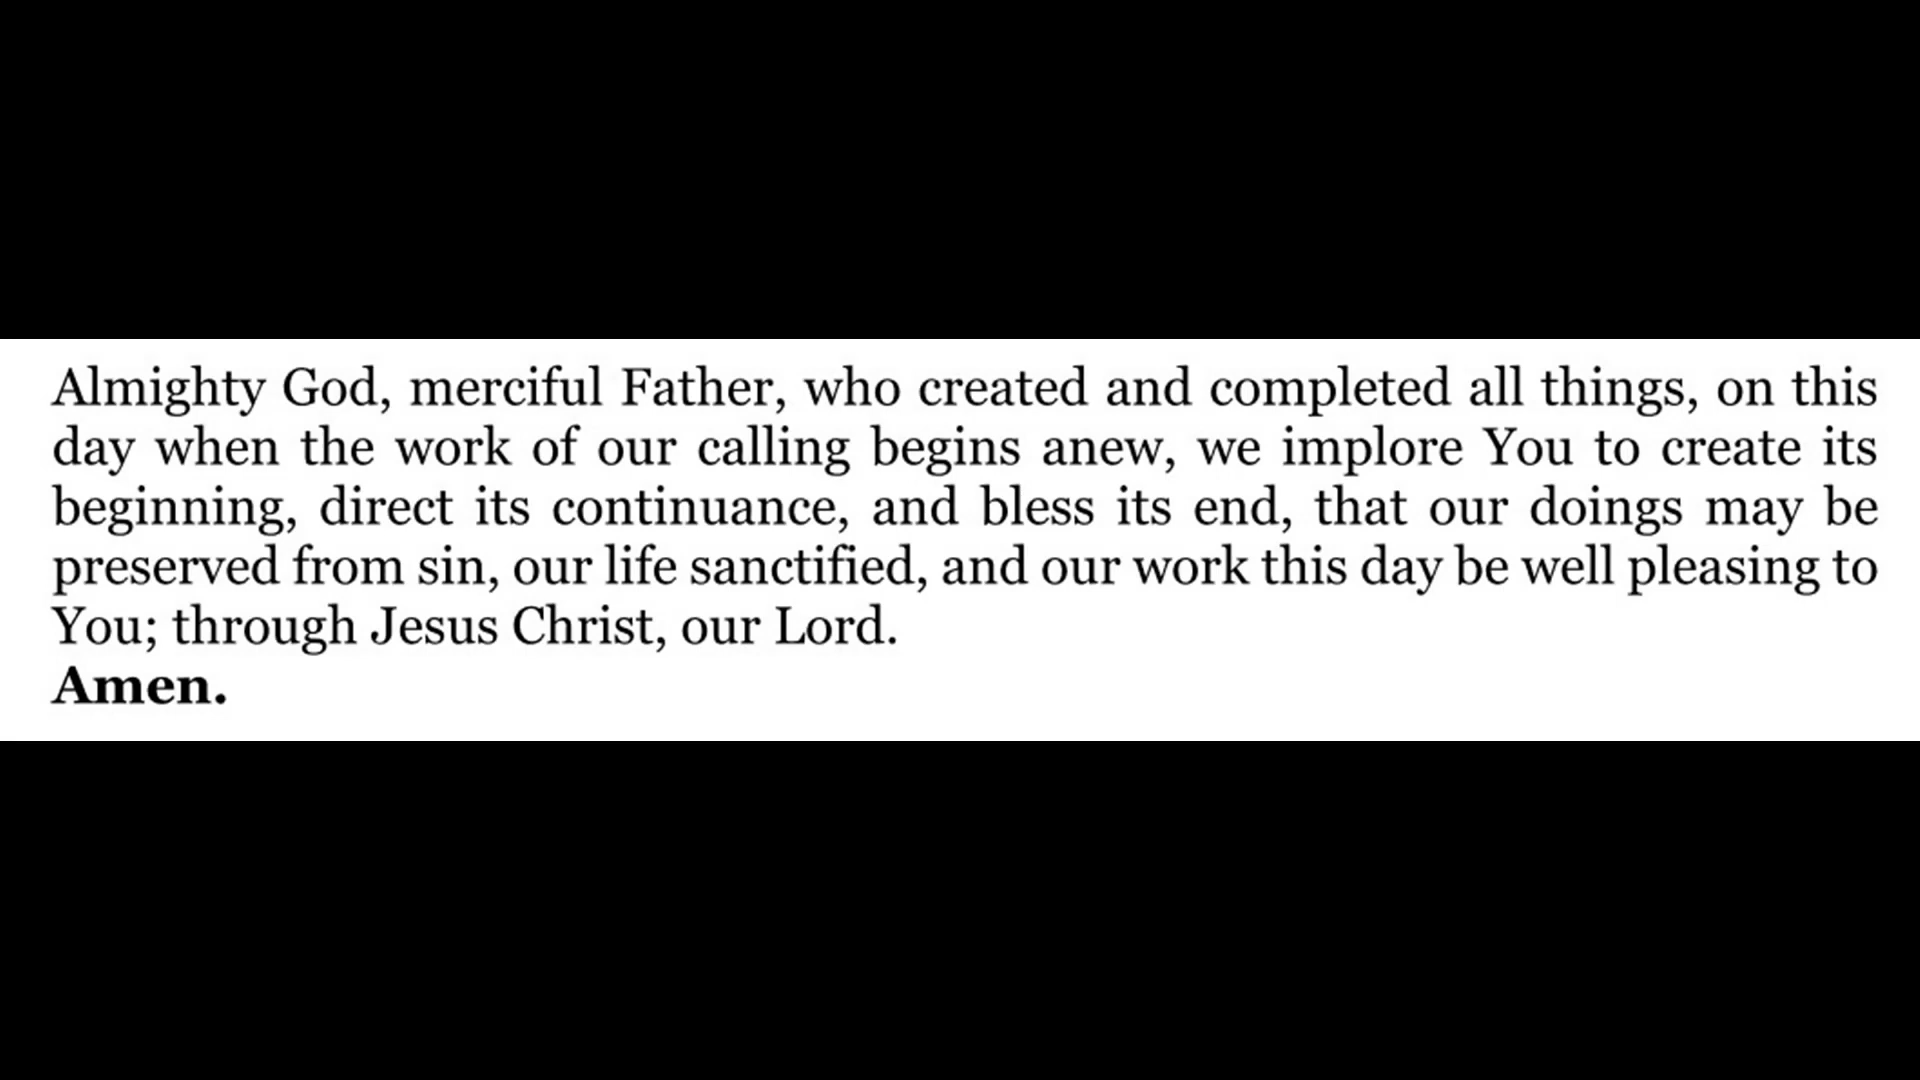 Almighty God, merciful Father, who created and completed all things, on this
day when the work of our calling begins anew, we implore You to create its
beginning, direct its continuance, and bless its end, that our doings may be
preserved from sin, our life sanctified, and our work this day be well pleasing to
You; through Jesus Christ, our Lord.
Amen.